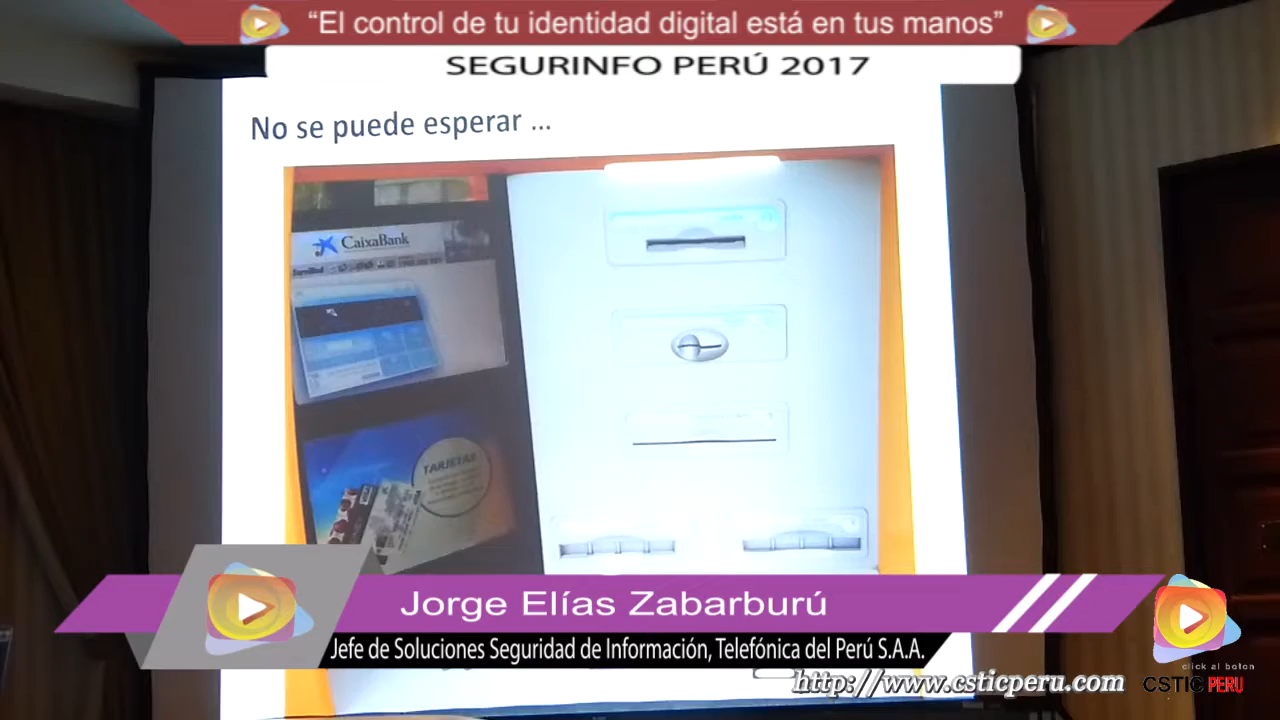 “El control de tu identidad digital está en tus manos”
SEGURINFO PERÚ 2017
No se puede esperar ...
CaixaBank
TARJETAS
Jorge Elías Zabarburú
Jefe de Soluciones Seguridad de Información, Telefónica del Perú S.A.A.
http://www.csticperu.com
click al boton
CSTIC PERU